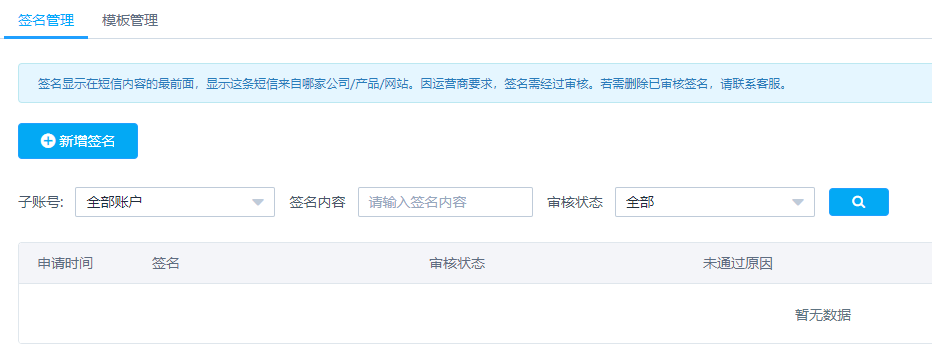 签名管理 模板管理
签名显示在短信内容的最前面，显示这条短信来自哪家公司/产品/网站。因运营商要求，签名需经过审核。若需删除已审核签名，请联系客服。
新增签名
子账号: 全部账户 签名内容 请输入签名内容 审核状态 全部
申请时间 签名 审核状态 未通过原因
暂无数据